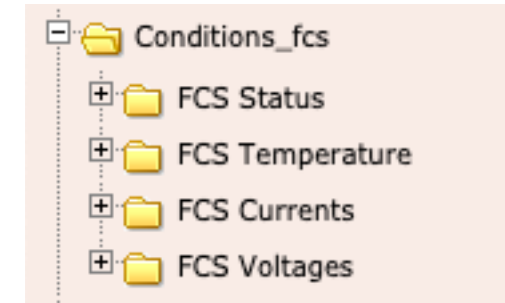 Conditions_fcs
FCS Status
FCS Temperature
FCS Currents
FCS Voltages